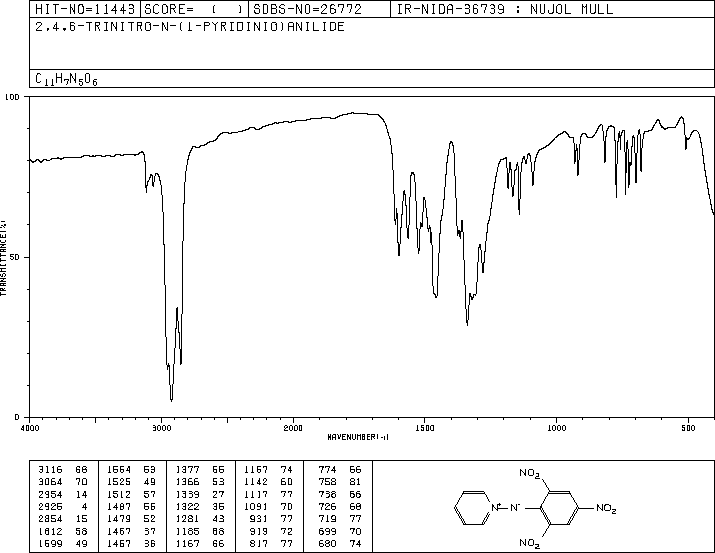 HIT-NO=11443 SCORE= ( ) SDBS-NO=26772 IR-NIDA-36739 : NUJOL MULL
2,4,6-TRINITRO-N-(1-PYRIDINIO)ANILIDE
C11H7N5O6
100
50
0
TRANSMITTANCE(%)
4000 3000 2000 1500 1000 500
WAVENUMBER(-1)
3116 68 1564 53 1377 55 1157 74 774 66
3064 70 1525 49 1366 53 1142 60 758 81
2954 14 1512 57 1339 27 1117 77 738 66
2925 4 1487 55 1322 35 1091 70 726 68
2854 15 1479 52 1281 43 931 77 719 77
1612 58 1467 37 1185 68 919 72 699 70
1599 49 1457 36 1167 66 817 77 680 74
NO2
N+ N- NO2
NO2